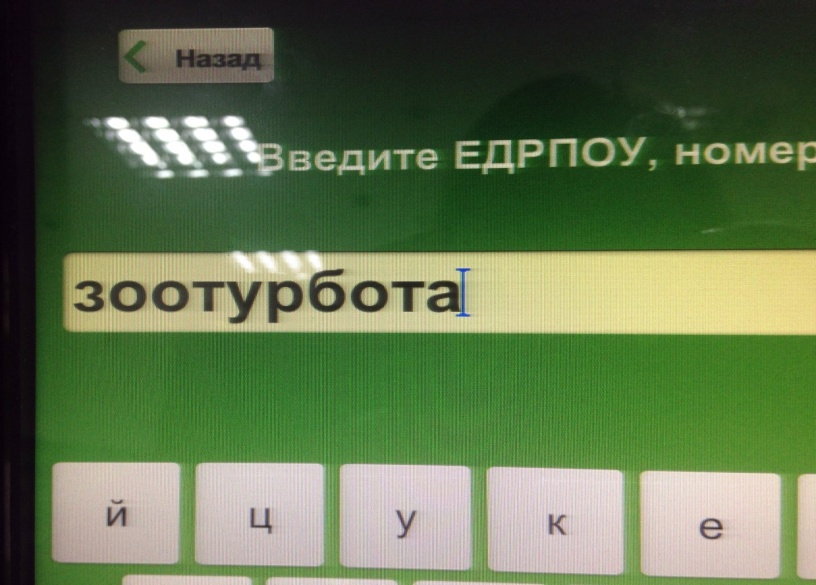 Назад
Введите ЕДРПОУ, номер
зоотурбота
й ц у к е